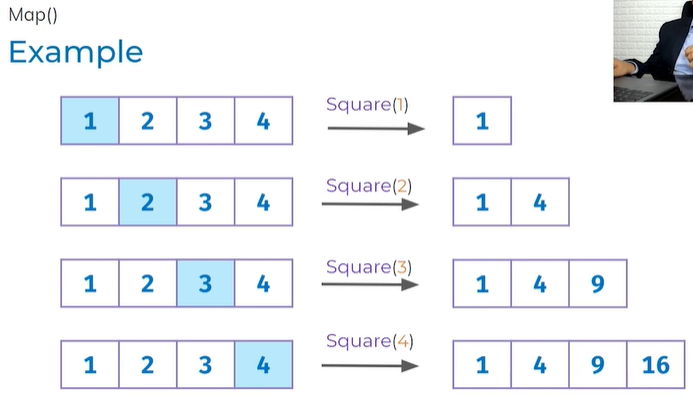 Map()
Example
1 2 3 4 Square(1) 1
1 2 3 4 Square(2) 1 4
1 2 3 4 Square(3) 1 4 9
1 2 3 4 Square(4) 1 4 9 16